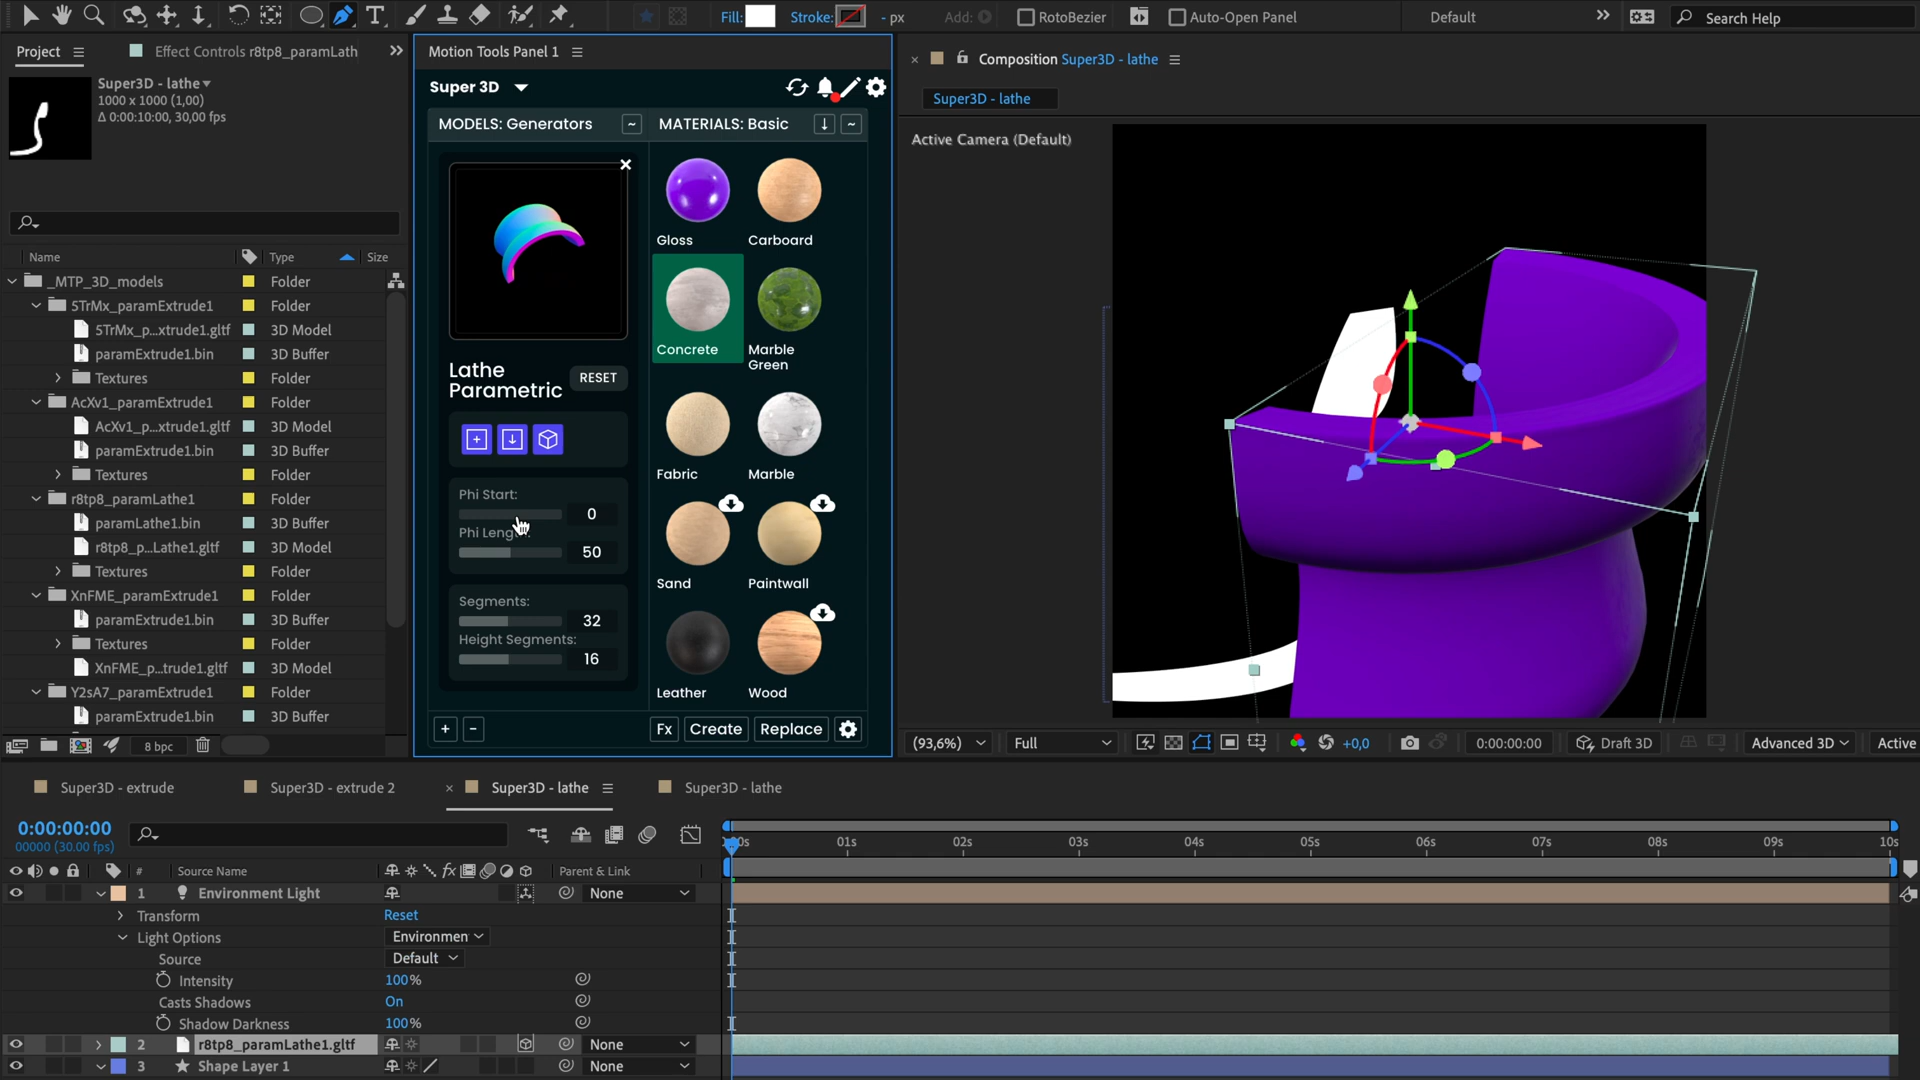 Fill:
Stroke:
- px
Add:
RotoBezier
Auto-Open Panel
Default
Search Help
Project
Effect Controls r8tp8_paramLath
Super3D - lathe
1000 x 1000 (1,00)
Δ 0:00:10:00, 30,00 fps
Name
Type
Size
_MTP_3D_models
Folder
5TrMx_paramExtrude1
Folder
5TrMx_p...xtrude1.gltf
3D Model
paramExtrude1.bin
3D Buffer
Textures
Folder
AcXv1_paramExtrude1
Folder
AcXv1_p...xtrude1.gltf
3D Model
paramExtrude1.bin
3D Buffer
Textures
Folder
r8tp8_paramLathe1
Folder
paramLathe1.bin
3D Buffer
r8tp8_p...Lathe1.gltf
3D Model
Textures
Folder
XnFME_paramExtrude1
Folder
paramExtrude1.bin
3D Buffer
Textures
Folder
XnFME_p...trude1.gltf
3D Model
Y2sA7_paramExtrude1
Folder
paramExtrude1.bin
3D Buffer
8 bpc
Motion Tools Panel 1
Super 3D
MODELS: Generators
~
MATERIALS: Basic
~
Lathe
Parametric
RESET
Phi Start:
0
Phi Length:
50
Segments:
32
Height Segments:
16
Gloss
Carboard
Concrete
Marble
Green
Fabric
Marble
Sand
Paintwall
Leather
Wood
+
-
Fx
Create
Replace
Composition Super3D - lathe
Super3D - lathe
Active Camera (Default)
(93,6%)
Full
+0,0
0:00:00:00
Draft 3D
Advanced 3D
Active
Super3D - extrude
Super3D - extrude 2
Super3D - lathe
Super3D - lathe
0:00:00:00
00000 (30.00 fps)
01s
02s
03s
04s
05s
06s
07s
08s
09s
10s
#
Source Name
fx
Parent & Link
1
Environment Light
None
Transform
Reset
Light Options
Environmen
Source
Default
Intensity
100%
Casts Shadows
On
Shadow Darkness
100%
2
r8tp8_paramLathe1.gltf
None
3
Shape Layer 1
None